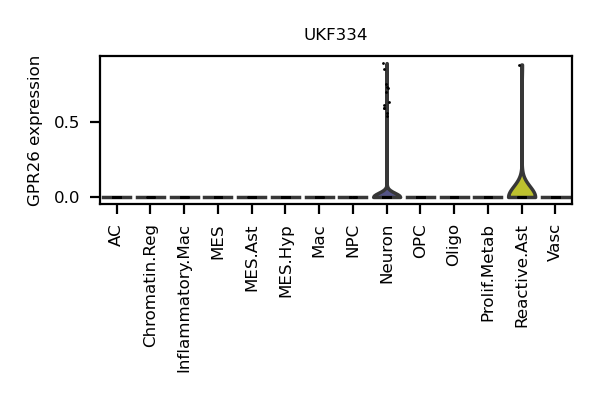 UKF334
GPR26 expression
0.5
0.0
AC
Chromatin.Reg
Inflammatory.Mac
MES
MES.Ast
MES.Hyp
Mac
NPC
Neuron
OPC
Oligo
Prolif.Metab
Reactive.Ast
Vasc